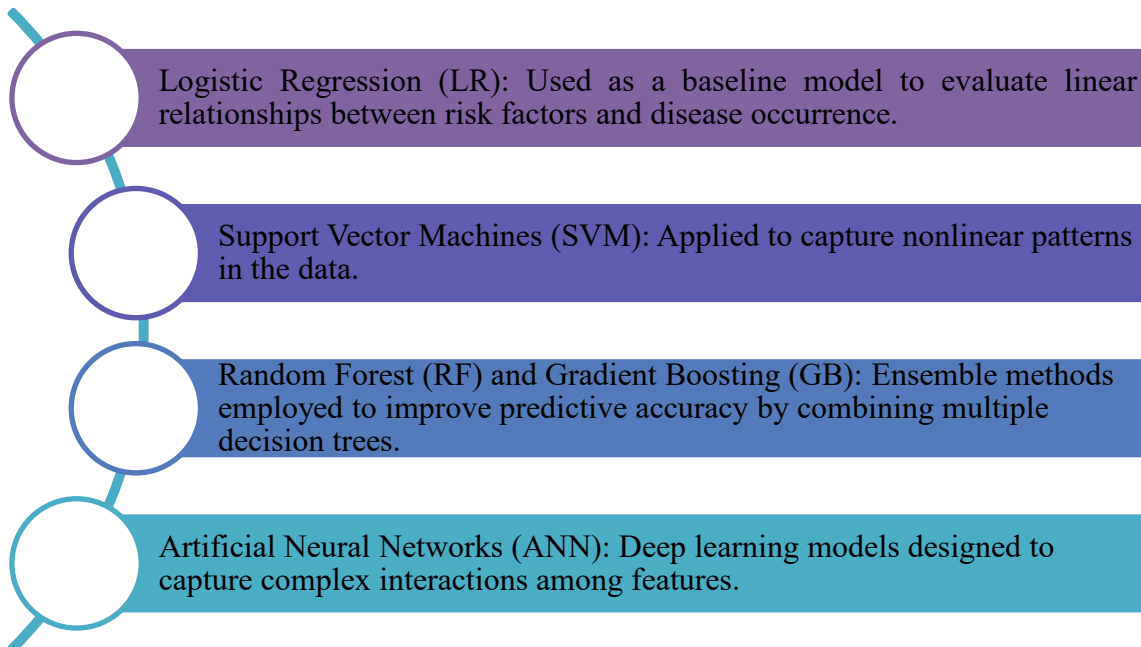 Logistic Regression (LR): Used as a baseline model to evaluate linear
relationships between risk factors and disease occurrence.
Support Vector Machines (SVM): Applied to capture nonlinear patterns
in the data.
Random Forest (RF) and Gradient Boosting (GB): Ensemble methods
employed to improve predictive accuracy by combining multiple
decision trees.
Artificial Neural Networks (ANN): Deep learning models designed to
capture complex interactions among features.